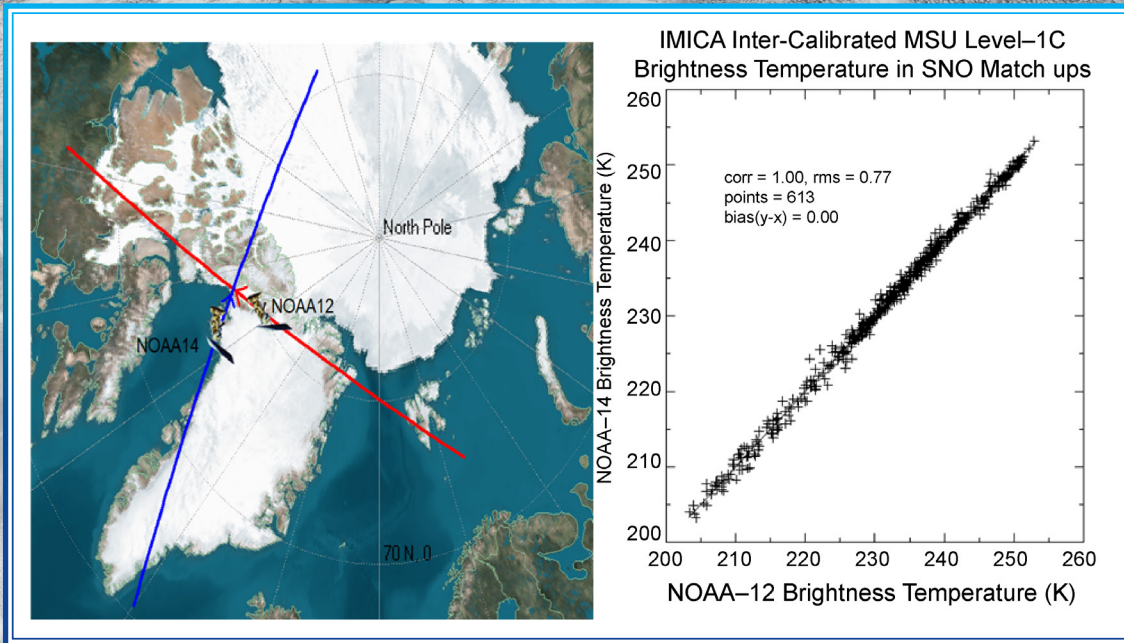 North Pole
NOAA12
NOAA14
70 N, 0
IMICA Inter-Calibrated MSU Level–1C
Brightness Temperature in SNO Match ups
NOAA–14 Brightness Temperature (K)
260
250
240
230
220
210
200
corr = 1.00, rms = 0.77
points = 613
bias(y-x) = 0.00
200 210 220 230 240 250 260
NOAA–12 Brightness Temperature (K)